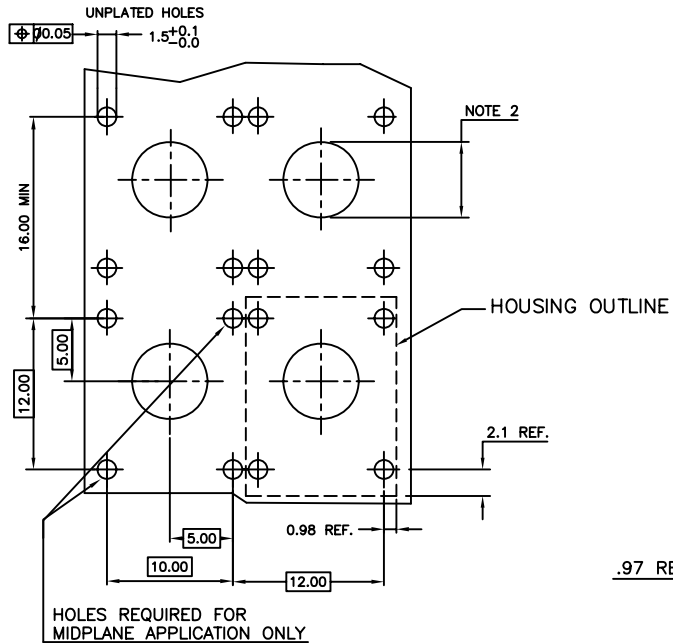 UNPLATED HOLES
⌖ ⌀0.05
1.5+0.1
-0.0
NOTE 2
16.00 MIN
HOUSING OUTLINE
5.00
12.00
2.1 REF.
0.98 REF.
5.00
10.00
12.00
.97 RE
HOLES REQUIRED FOR
MIDPLANE APPLICATION ONLY